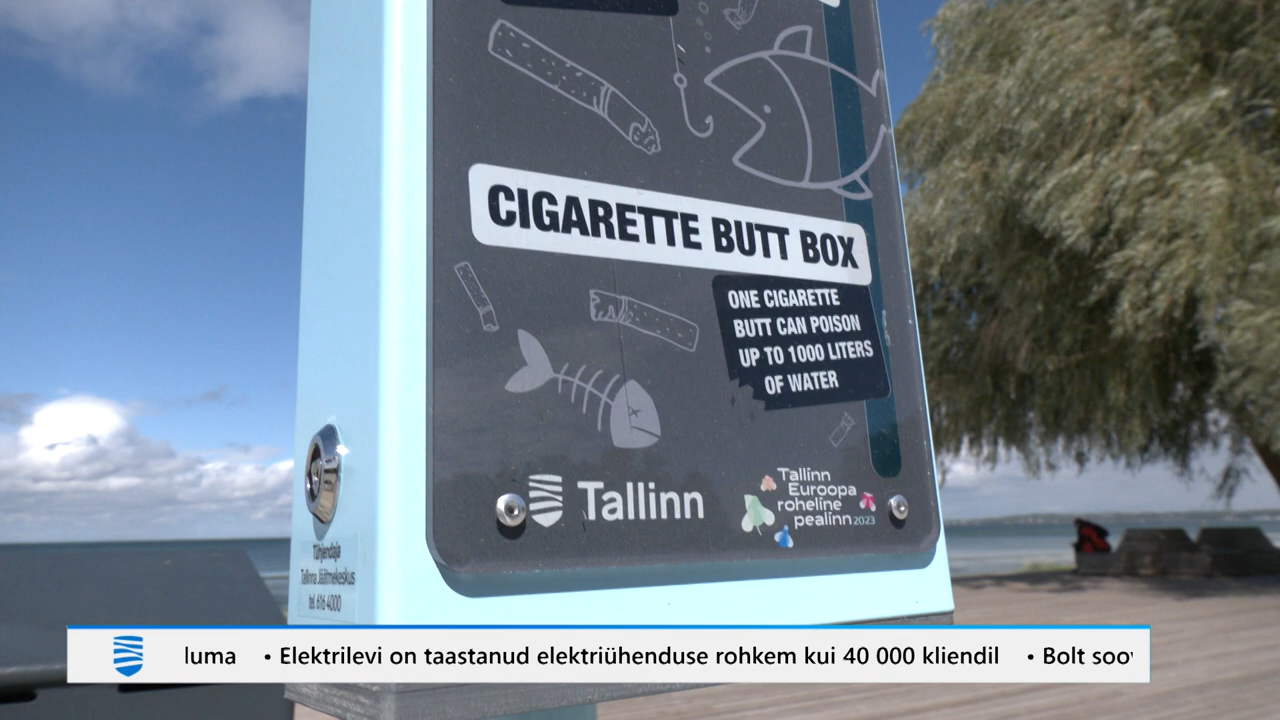 CIGARETTE BUTT BOX
ONE CIGARETTE
BUTT CAN POISON
UP TO 1000 LITERS
OF WATER
Tallinn
Tallinn
Euroopa
roheline
pealinn 2023
Tühjendaja
Tallinna Jäätmekeskus
tel. 616 4000
luma • Elektrilevi on taastanud elektriühenduse rohkem kui 40 000 kliendil • Bolt soov